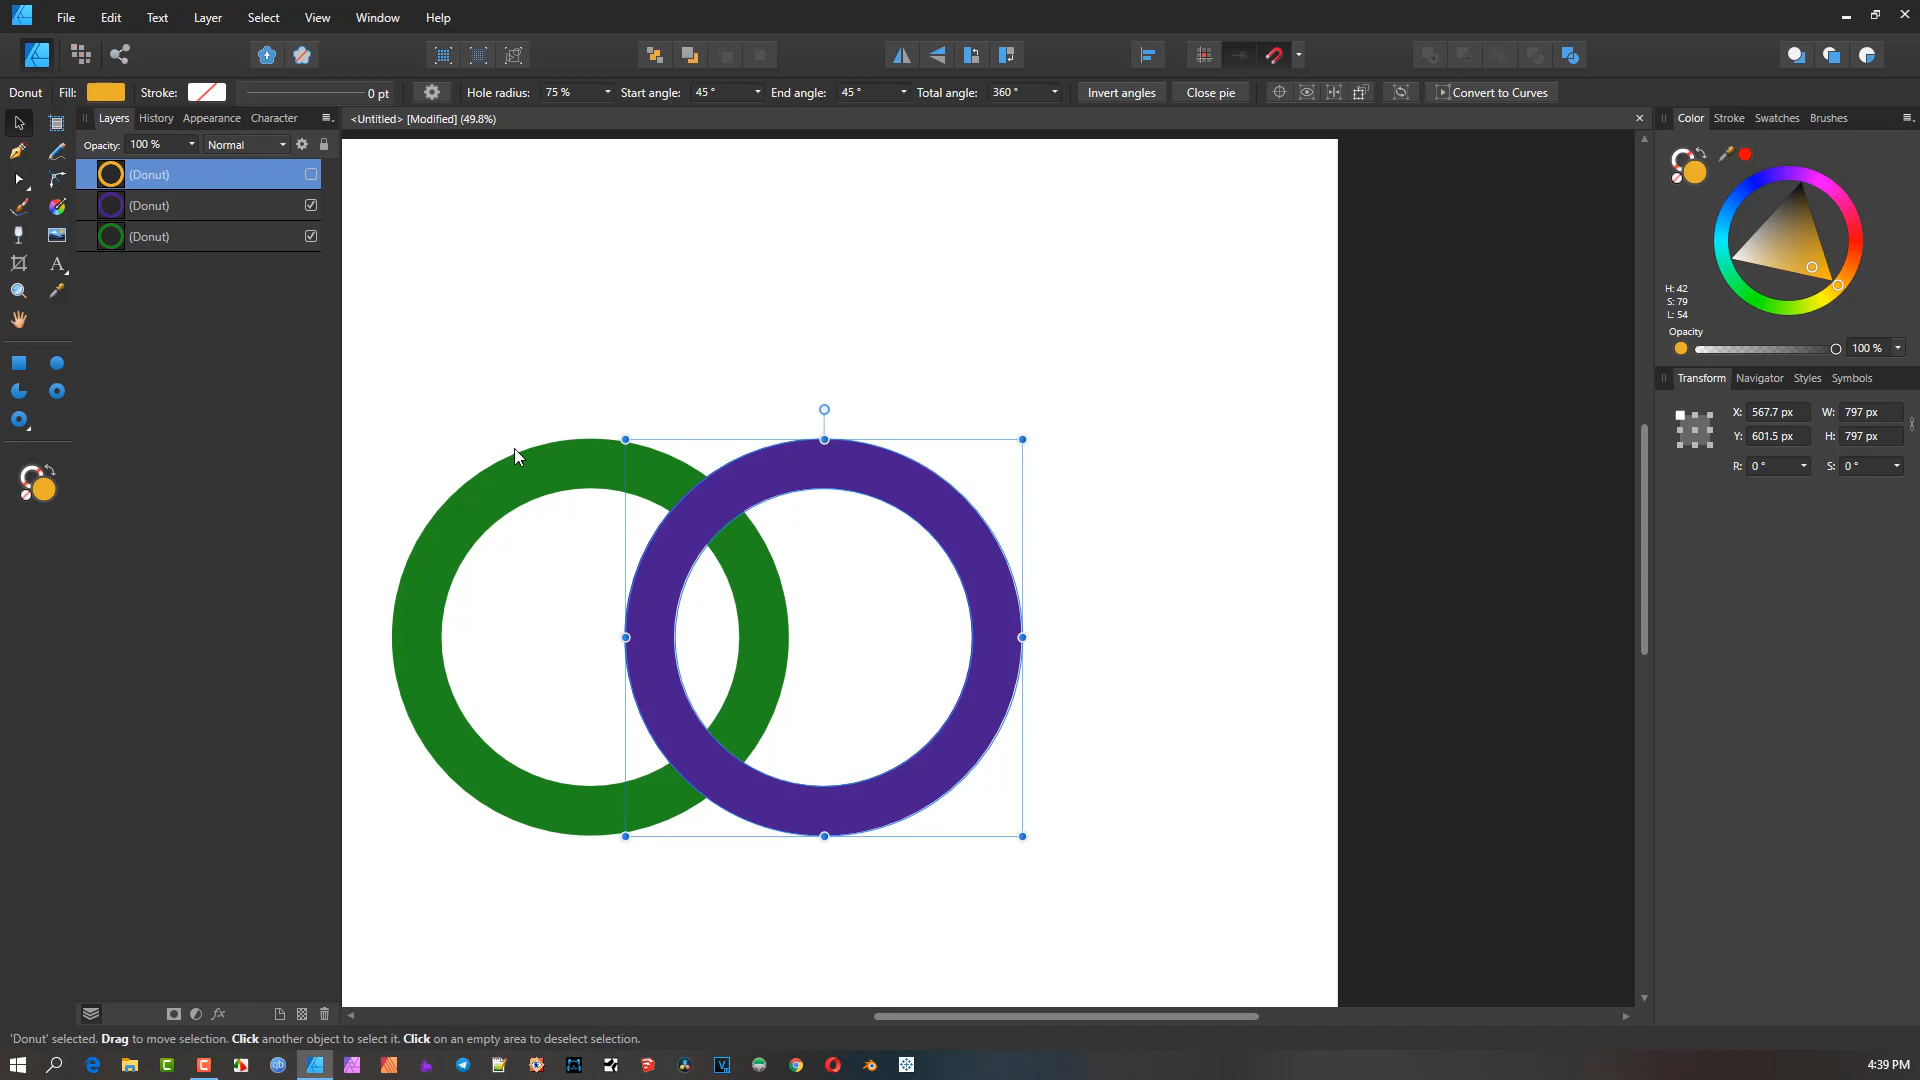 File Edit Text Layer Select View Window Help
Donut Fill: Stroke: 0 pt Hole radius: 75 % Start angle: 45 ° End angle: 45 ° Total angle: 360 ° Invert angles Close pie Convert to Curves
Layers History Appearance Character
<Untitled> [Modified] (49.8%)
Color Stroke Swatches Brushes
Opacity: 100 % Normal
(Donut)
(Donut)
(Donut)
H: 42
S: 79
L: 54
Opacity
100 %
Transform Navigator Styles Symbols
X: 567.7 px W: 797 px
Y: 601.5 px H: 797 px
R: 0 ° S: 0 °
fx
'Donut' selected. Drag to move selection. Click another object to select it. Click on an empty area to deselect selection.
4:39 PM